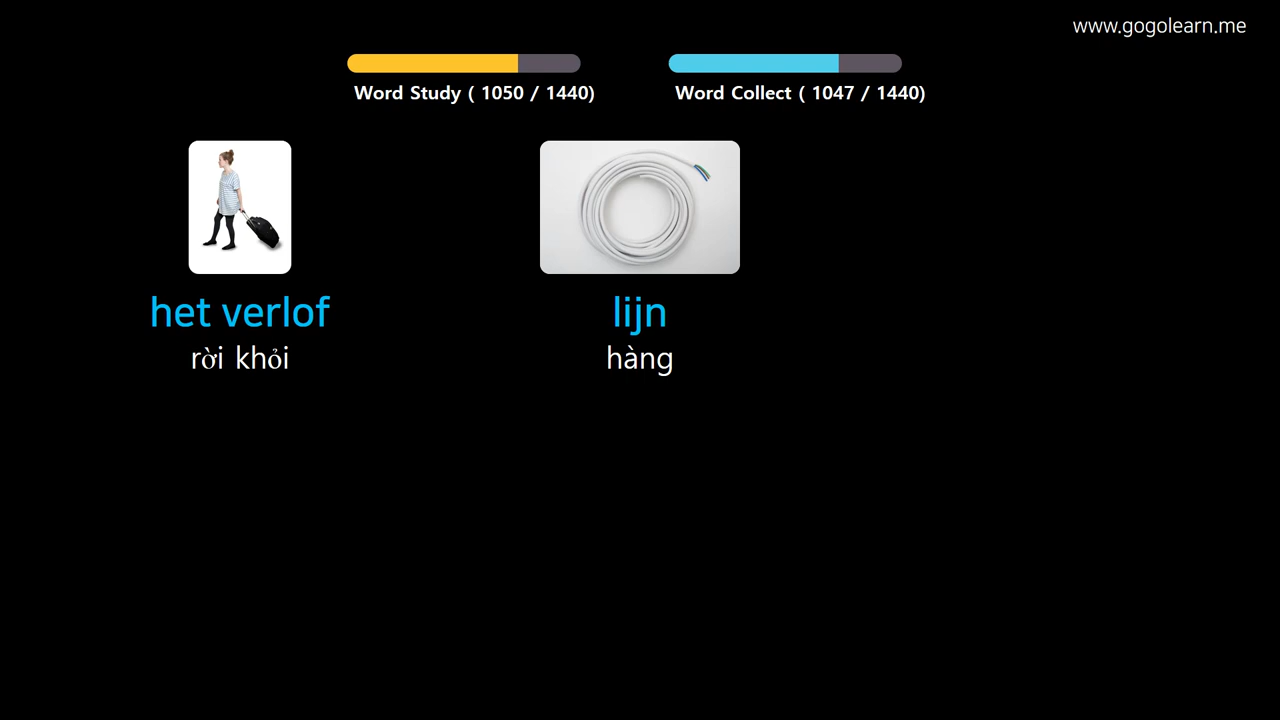 www.gogolearn.me
Word Study ( 1050 / 1440)
Word Collect ( 1047 / 1440)
het verlof
rời khỏi
lijn
hàng